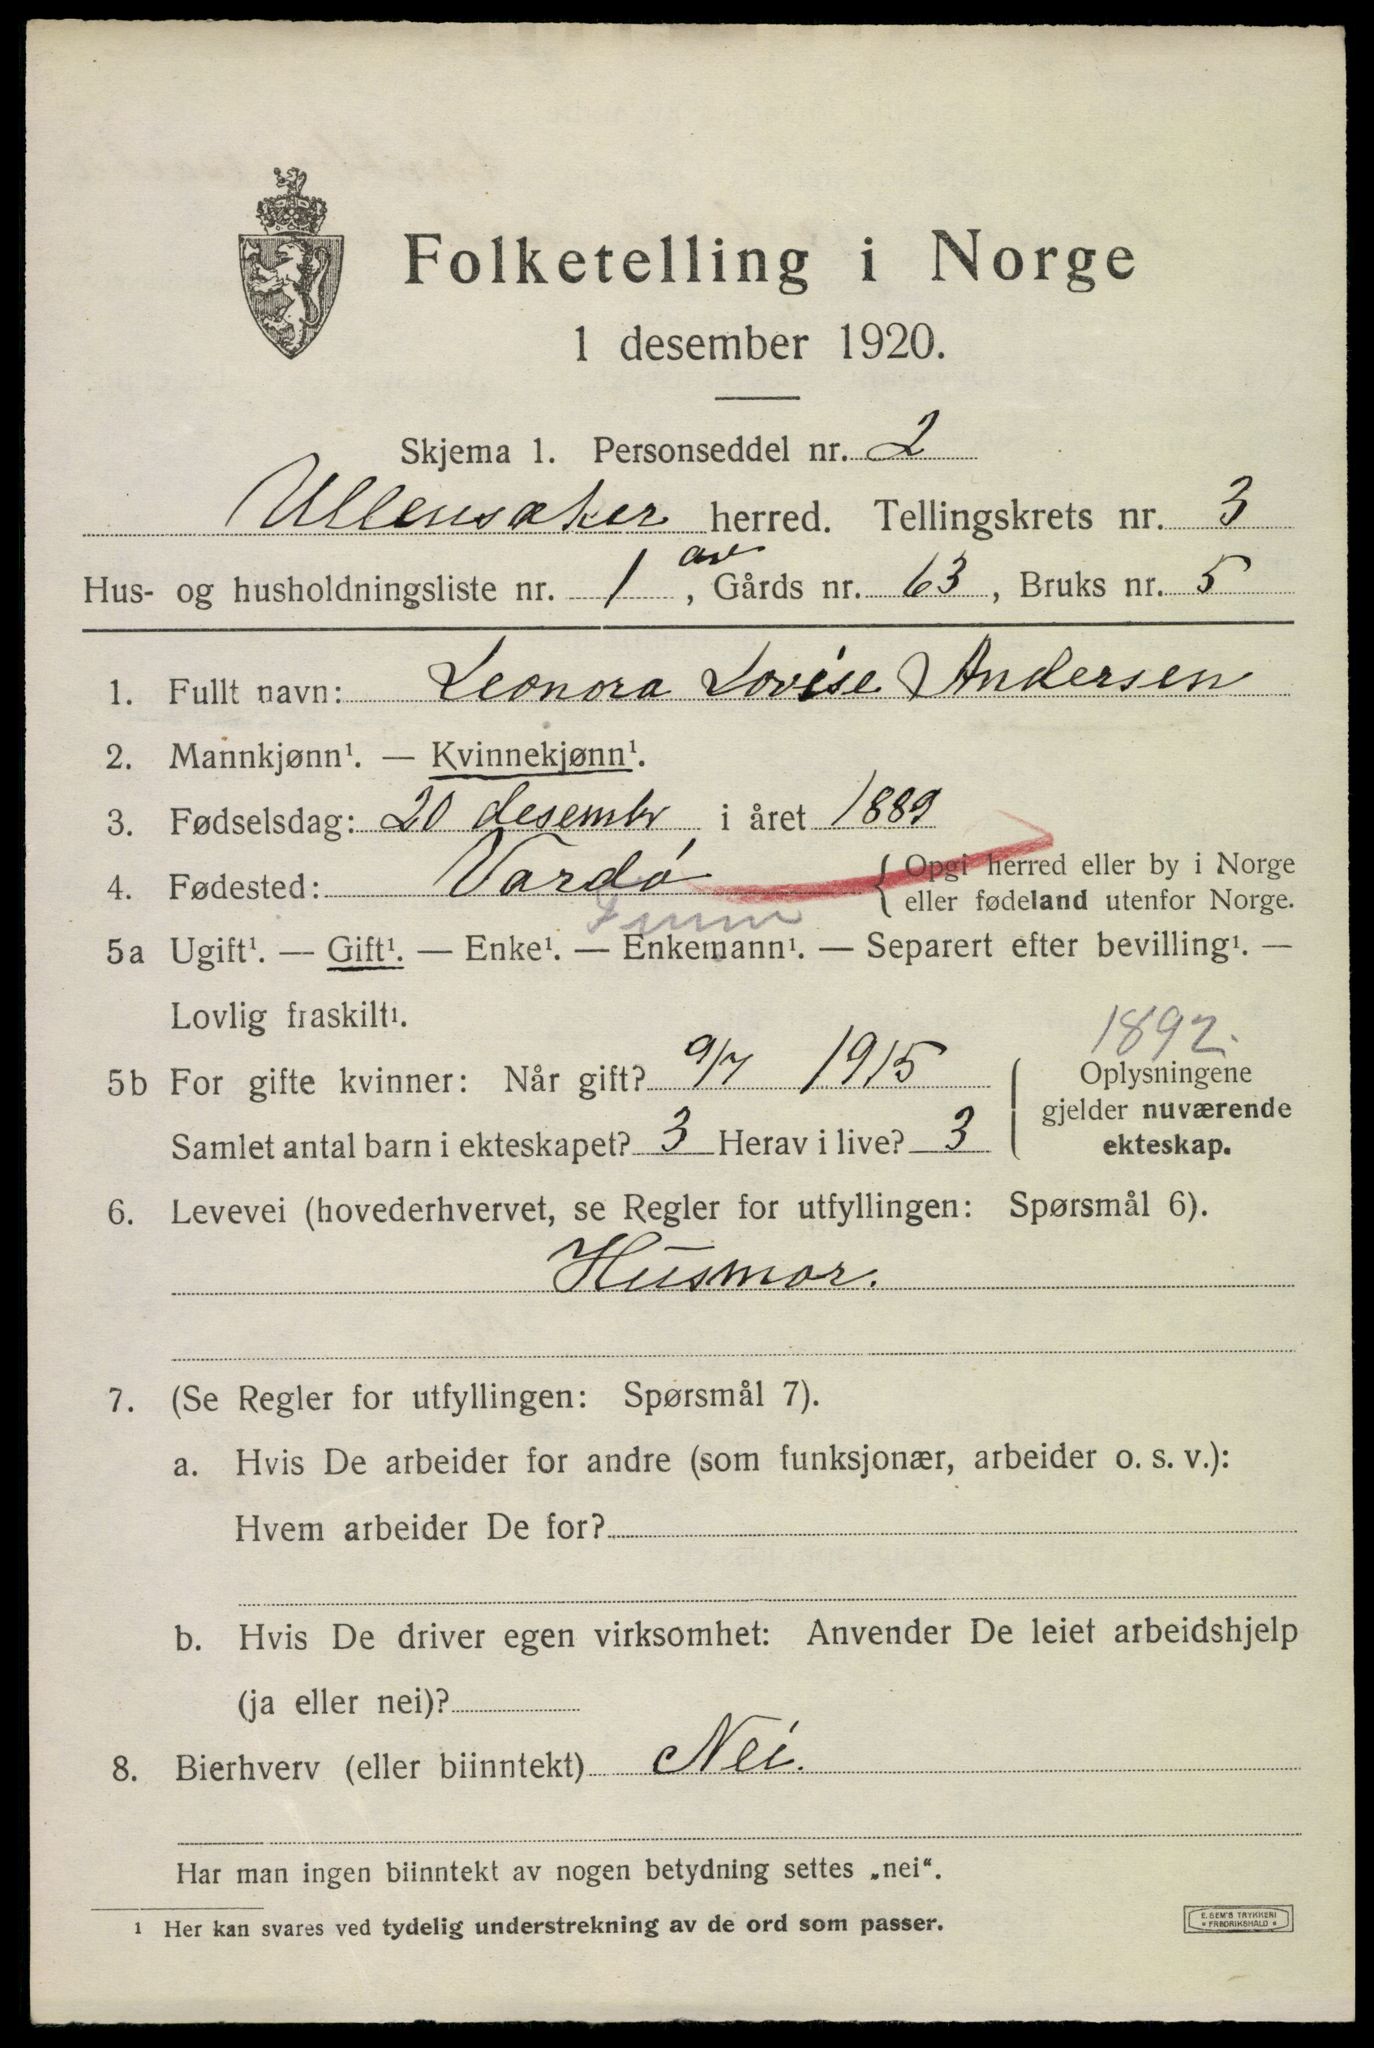 Folketelling i Norge
1 desember 1920.
Skjema 1. Personseddel nr. 2
Ullensaker herred. Tellingskrets nr. 3
av
Hus- og husholdningsliste nr. 1, Gårds nr. 63, Bruks nr. 5
1. Fullt navn: Leonora Lovise Andersen
2. Mannkjønn¹. — Kvinnekjønn¹.
3. Fødselsdag: 20 desembr i året 1889
4. Fødested: Vardø { Opgi herred eller by i Norge
eller fødeland utenfor Norge.
Finm
5a Ugift¹. — Gift¹. — Enke¹. — Enkemann¹. — Separert efter bevilling¹. —
Lovlig fraskilt¹.
1892.
5b For gifte kvinner: Når gift? 9/7 1915 ( Oplysningene
gjelder nuværende
Samlet antal barn i ekteskapet? 3 Herav i live? 3 ekteskap.
6. Levevei (hovederhvervet, se Regler for utfyllingen: Spørsmål 6).
Husmor.
7. (Se Regler for utfyllingen: Spørsmål 7).
a. Hvis De arbeider for andre (som funksjonær, arbeider o. s. v.):
Hvem arbeider De for?
b. Hvis De driver egen virksomhet: Anvender De leiet arbeidshjelp
(ja eller nei)?
8. Bierhverv (eller biinntekt) Nei.
Har man ingen biinntekt av nogen betydning settes „nei“.
¹ Her kan svares ved tydelig understrekning av de ord som passer.
E. SEM'S TRYKKERI
* FREDRIKSHALD *